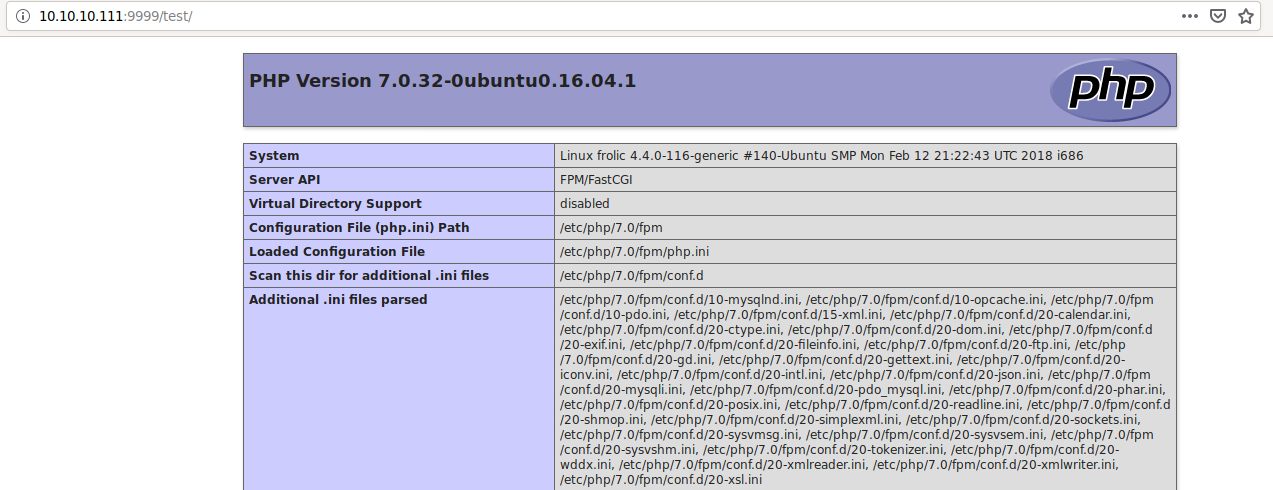 10.10.10.111:9999/test/
PHP Version 7.0.32-0ubuntu0.16.04.1
php
System Linux frolic 4.4.0-116-generic #140-Ubuntu SMP Mon Feb 12 21:22:43 UTC 2018 i686
Server API FPM/FastCGI
Virtual Directory Support disabled
Configuration File (php.ini) Path /etc/php/7.0/fpm
Loaded Configuration File /etc/php/7.0/fpm/php.ini
Scan this dir for additional .ini files /etc/php/7.0/fpm/conf.d
Additional .ini files parsed /etc/php/7.0/fpm/conf.d/10-mysqlnd.ini, /etc/php/7.0/fpm/conf.d/10-opcache.ini, /etc/php/7.0/fpm
/conf.d/10-pdo.ini, /etc/php/7.0/fpm/conf.d/15-xml.ini, /etc/php/7.0/fpm/conf.d/20-calendar.ini,
/etc/php/7.0/fpm/conf.d/20-ctype.ini, /etc/php/7.0/fpm/conf.d/20-dom.ini, /etc/php/7.0/fpm/conf.d
/20-exif.ini, /etc/php/7.0/fpm/conf.d/20-fileinfo.ini, /etc/php/7.0/fpm/conf.d/20-ftp.ini, /etc/php
/7.0/fpm/conf.d/20-gd.ini, /etc/php/7.0/fpm/conf.d/20-gettext.ini, /etc/php/7.0/fpm/conf.d/20-
iconv.ini, /etc/php/7.0/fpm/conf.d/20-intl.ini, /etc/php/7.0/fpm/conf.d/20-json.ini, /etc/php/7.0/fpm
/conf.d/20-mysqli.ini, /etc/php/7.0/fpm/conf.d/20-pdo_mysql.ini, /etc/php/7.0/fpm/conf.d/20-phar.ini,
/etc/php/7.0/fpm/conf.d/20-posix.ini, /etc/php/7.0/fpm/conf.d/20-readline.ini, /etc/php/7.0/fpm/conf.d
/20-shmop.ini, /etc/php/7.0/fpm/conf.d/20-simplexml.ini, /etc/php/7.0/fpm/conf.d/20-sockets.ini,
/etc/php/7.0/fpm/conf.d/20-sysvmsg.ini, /etc/php/7.0/fpm/conf.d/20-sysvsem.ini, /etc/php/7.0/fpm
/conf.d/20-sysvshm.ini, /etc/php/7.0/fpm/conf.d/20-tokenizer.ini, /etc/php/7.0/fpm/conf.d/20-
wddx.ini, /etc/php/7.0/fpm/conf.d/20-xmlreader.ini, /etc/php/7.0/fpm/conf.d/20-xmlwriter.ini,
/etc/php/7.0/fpm/conf.d/20-xsl.ini